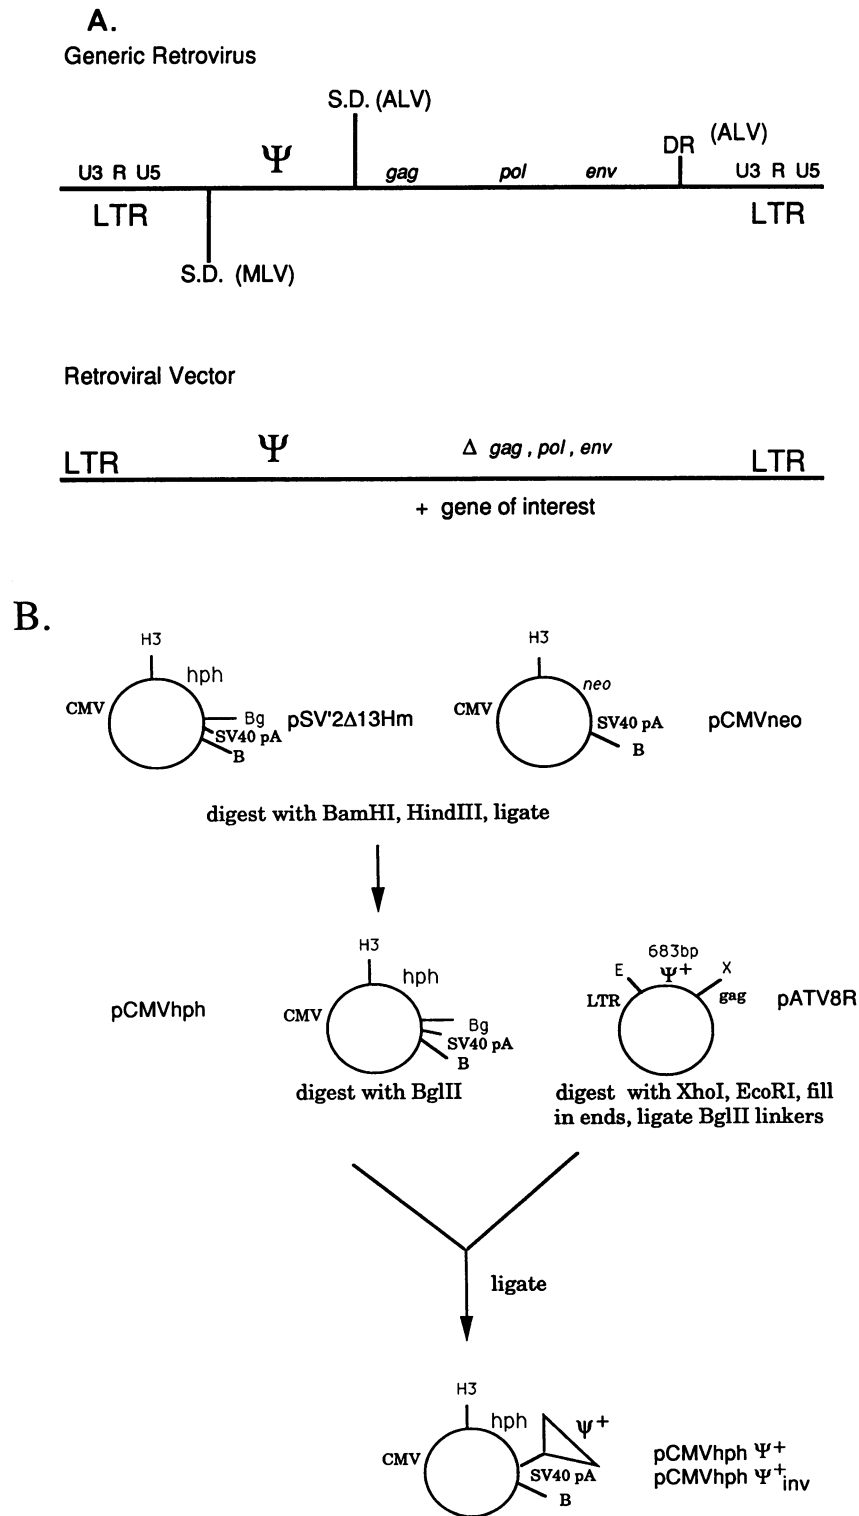 A.
Generic Retrovirus
S.D. (ALV)
Ψ
DR (ALV)
U3 R U5 gag pol env U3 R U5
LTR LTR
S.D. (MLV)
Retroviral Vector
LTR Ψ Δ gag , pol , env LTR
+ gene of interest
B.
H3 H3
hph neo
CMV Bg pSV'2Δ13Hm CMV SV40 pA pCMVneo
SV40 pA
B B
digest with BamHI, HindIII, ligate
H3 683bp
hph E Ψ+ X
pCMVhph CMV LTR gag pATV8R
Bg
SV40 pA
B
digest with BglII digest with XhoI, EcoRI, fill
in ends, ligate BglII linkers
ligate
H3
hph Ψ+
CMV pCMVhph Ψ+
SV40 pA pCMVhph Ψ+inv
B